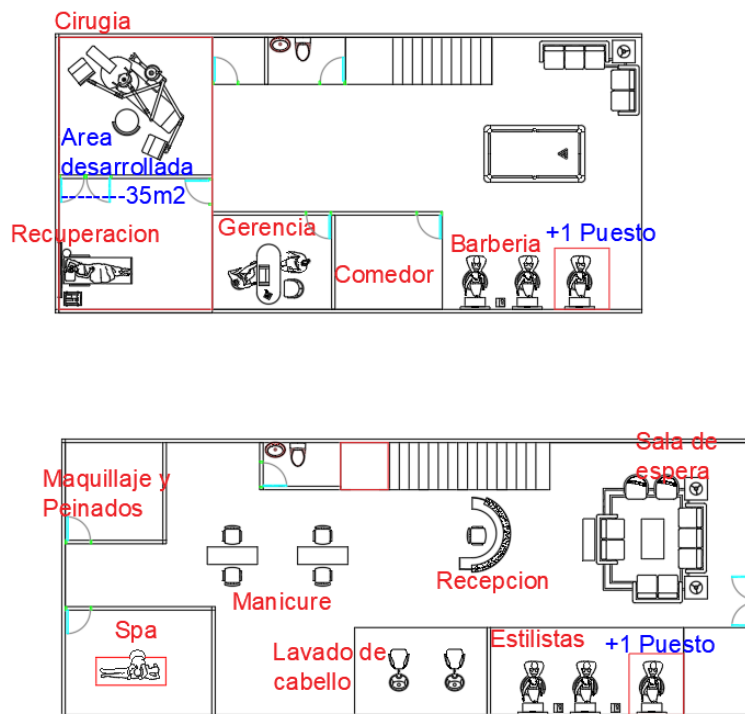 Cirugia
Area
desarrollada
--------35m2
Recuperacion
Gerencia
Comedor
Barberia
+1 Puesto
Sala de
espera
Maquillaje y
Peinados
Manicure
Recepcion
Spa
Lavado de
cabello
Estilistas
+1 Puesto